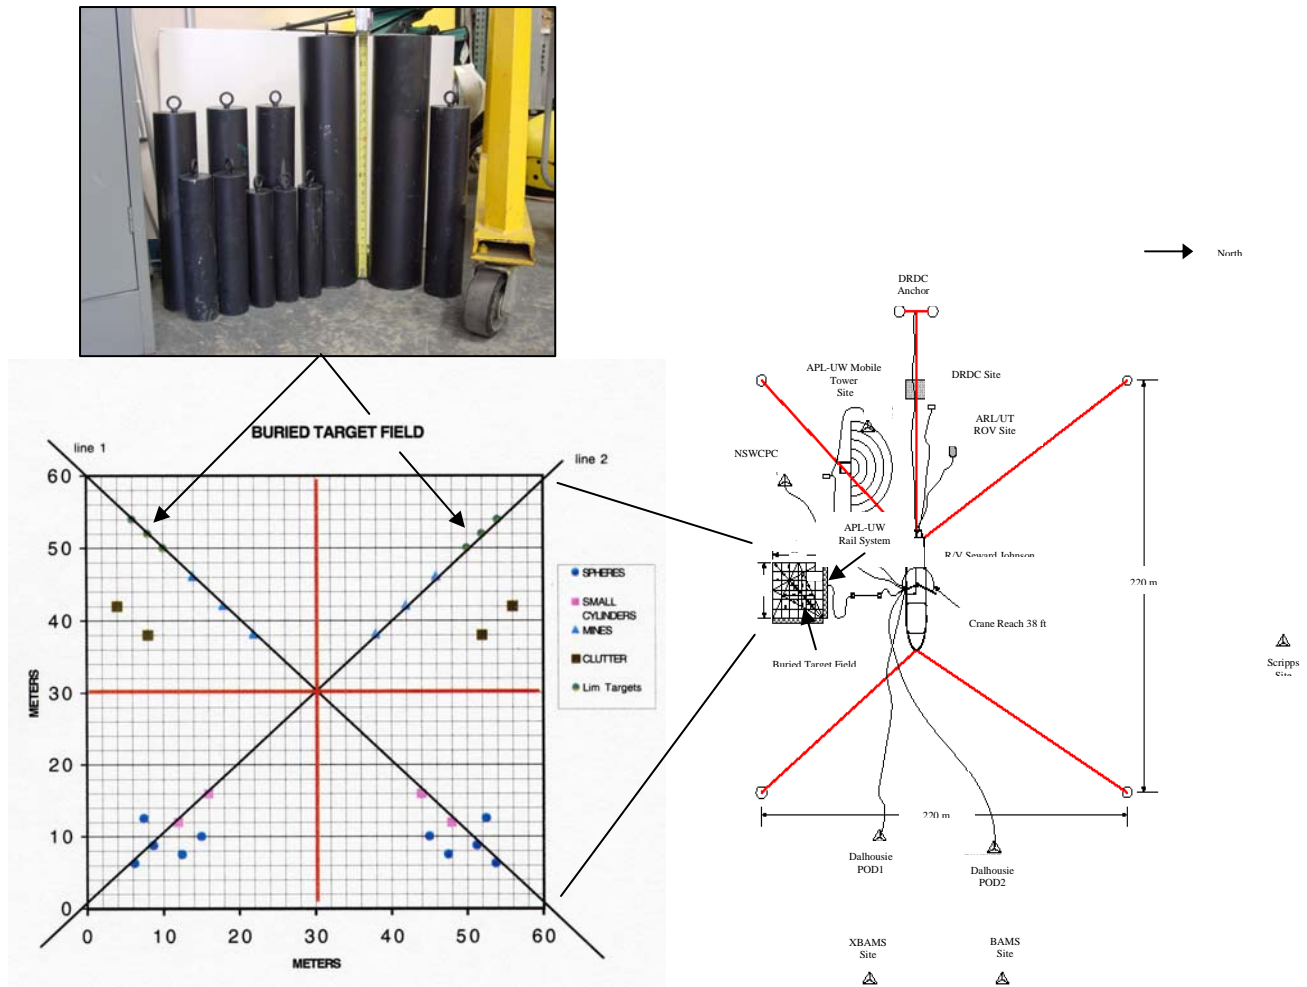 BURIED TARGET FIELD
line 1
line 2
60
50
40
30
20
10
0
METERS
0
10
20
30
40
50
60
METERS
SPHERES
SMALL
CYLINDERS
MINES
CLUTTER
Lim Targets
North
DRDC
Anchor
APL-UW Mobile
Tower
Site
DRDC Site
ARL/UT
ROV Site
NSWCPC
APL-UW
Rail System
R/V Seward Johnson
220 m
Crane Reach 38 ft
Buried Target Field
Scripps
Site
220 m
Dalhousie
POD1
Dalhousie
POD2
XBAMS
Site
BAMS
Site